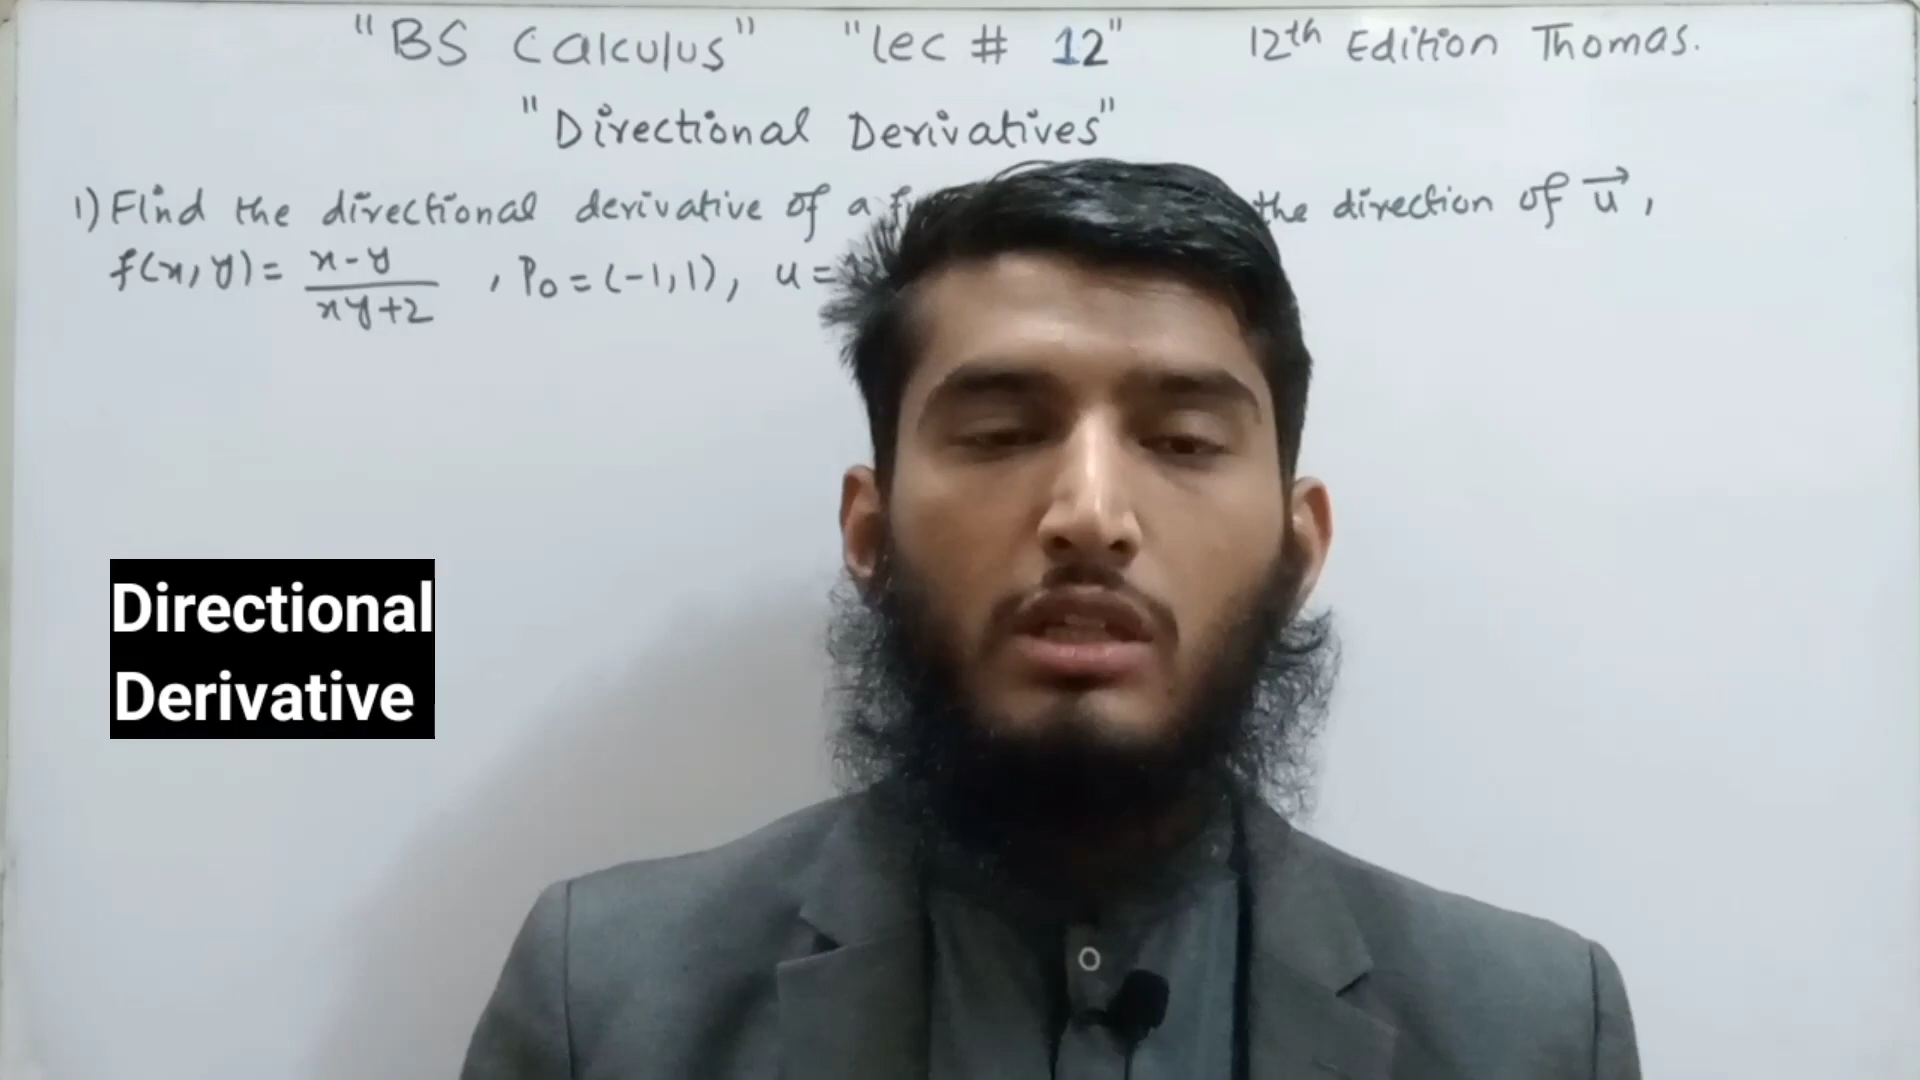 "BS Calculus" "lec # 12" 12th Edition Thomas.
"Directional Derivatives"
1) Find the directional derivative of a the direction of u⃗,
f(x,y)= x-y / xy+2 , P₀=(-1,1), u=
Directional
Derivative